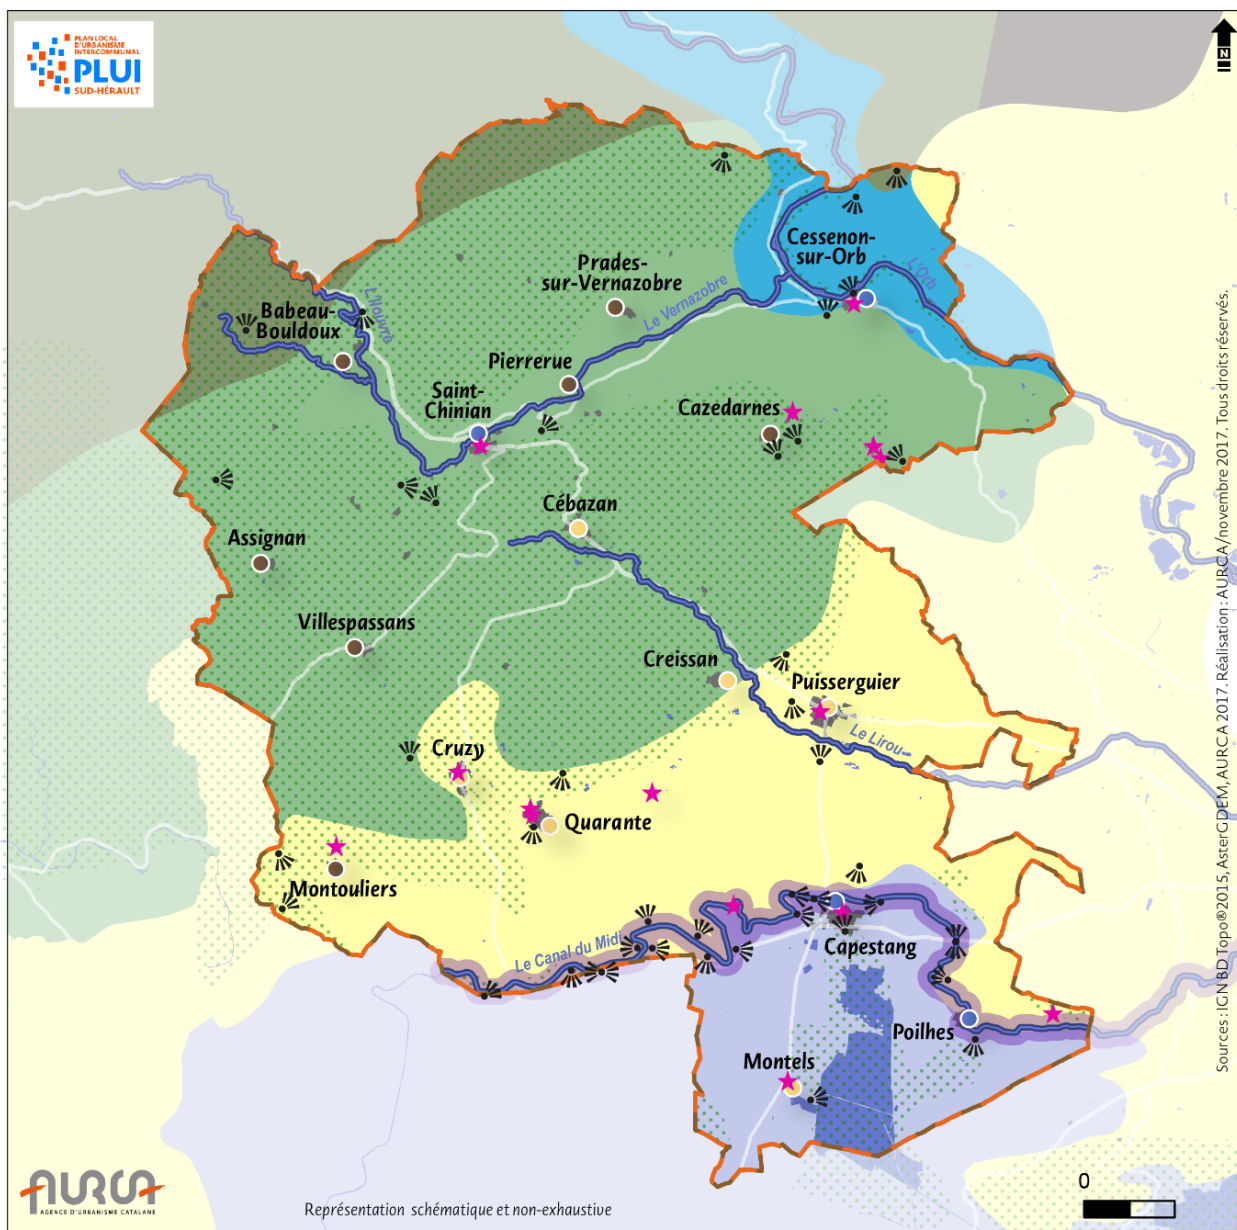 PLAN LOCAL
D'URBANISME
INTERCOMMUNAL
PLUI
SUD-HÉRAULT
N
Cessenon-
sur-Orb
L'Orb
Prades-
sur-Vernazobre
Le Vernazobre
L'Ilouvre
Babeau-
Bouldoux
Pierrerue
Saint-
Chinian
Cazedarnes
Cébazan
Assignan
Villespassans
Creissan
Puisserguier
Le Lirou
Cruzy
Quarante
Montouliers
Le Canal du Midi
Capestang
Poilhes
Montels
Sources : IGN BD Topo®2015, AsterGDEM, AURCA 2017. Réalisation : AURCA/novembre 2017. Tous droits réservés.
0
AURCA
AGENCE D'URBANISME CATALANE
Représentation schématique et non-exhaustive